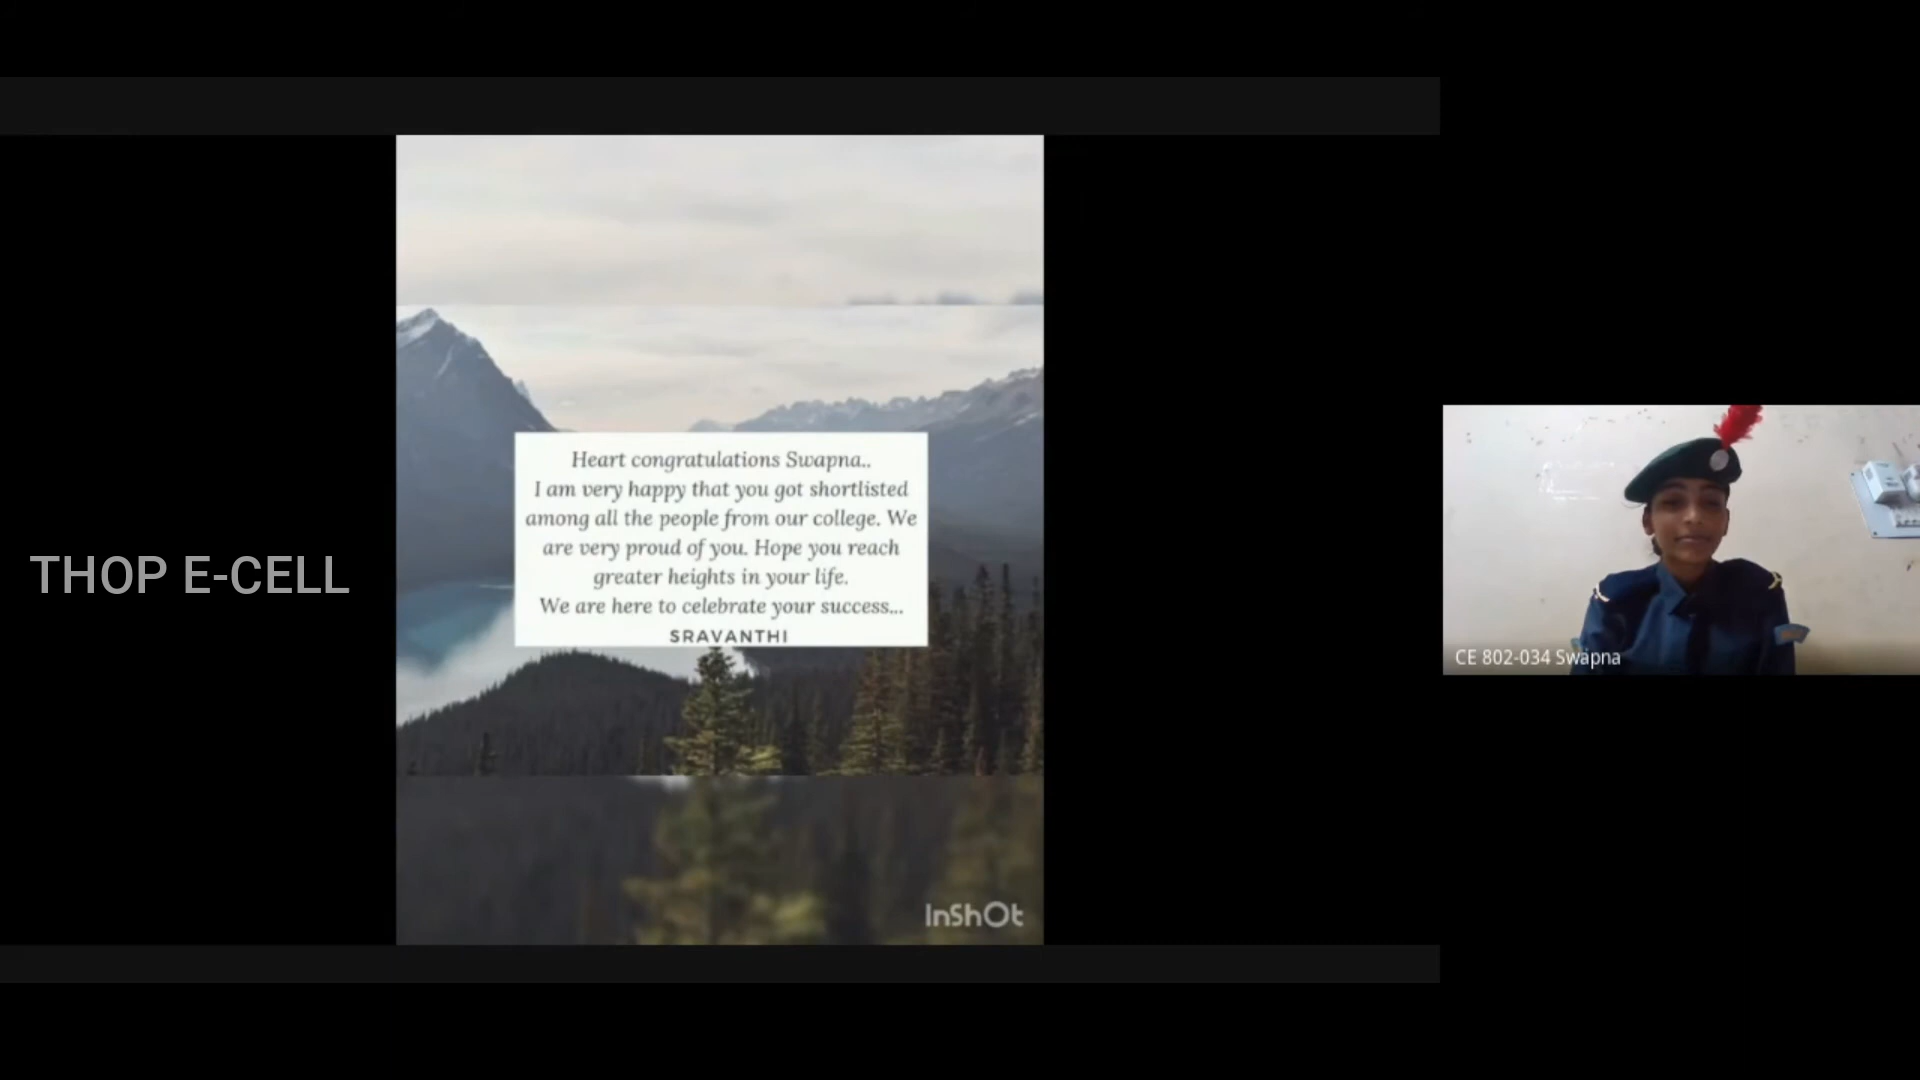 THOP E-CELL
Heart congratulations Swapna..
I am very happy that you got shortlisted
among all the people from our college. We
are very proud of you. Hope you reach
greater heights in your life.
We are here to celebrate your success...
SRAVANTHI
InShOt
CE 802-034 Swapna